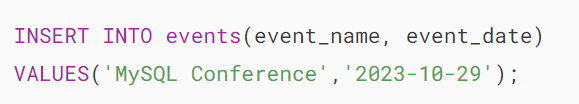 INSERT INTO events(event_name, event_date)
VALUES('MySQL Conference','2023-10-29');